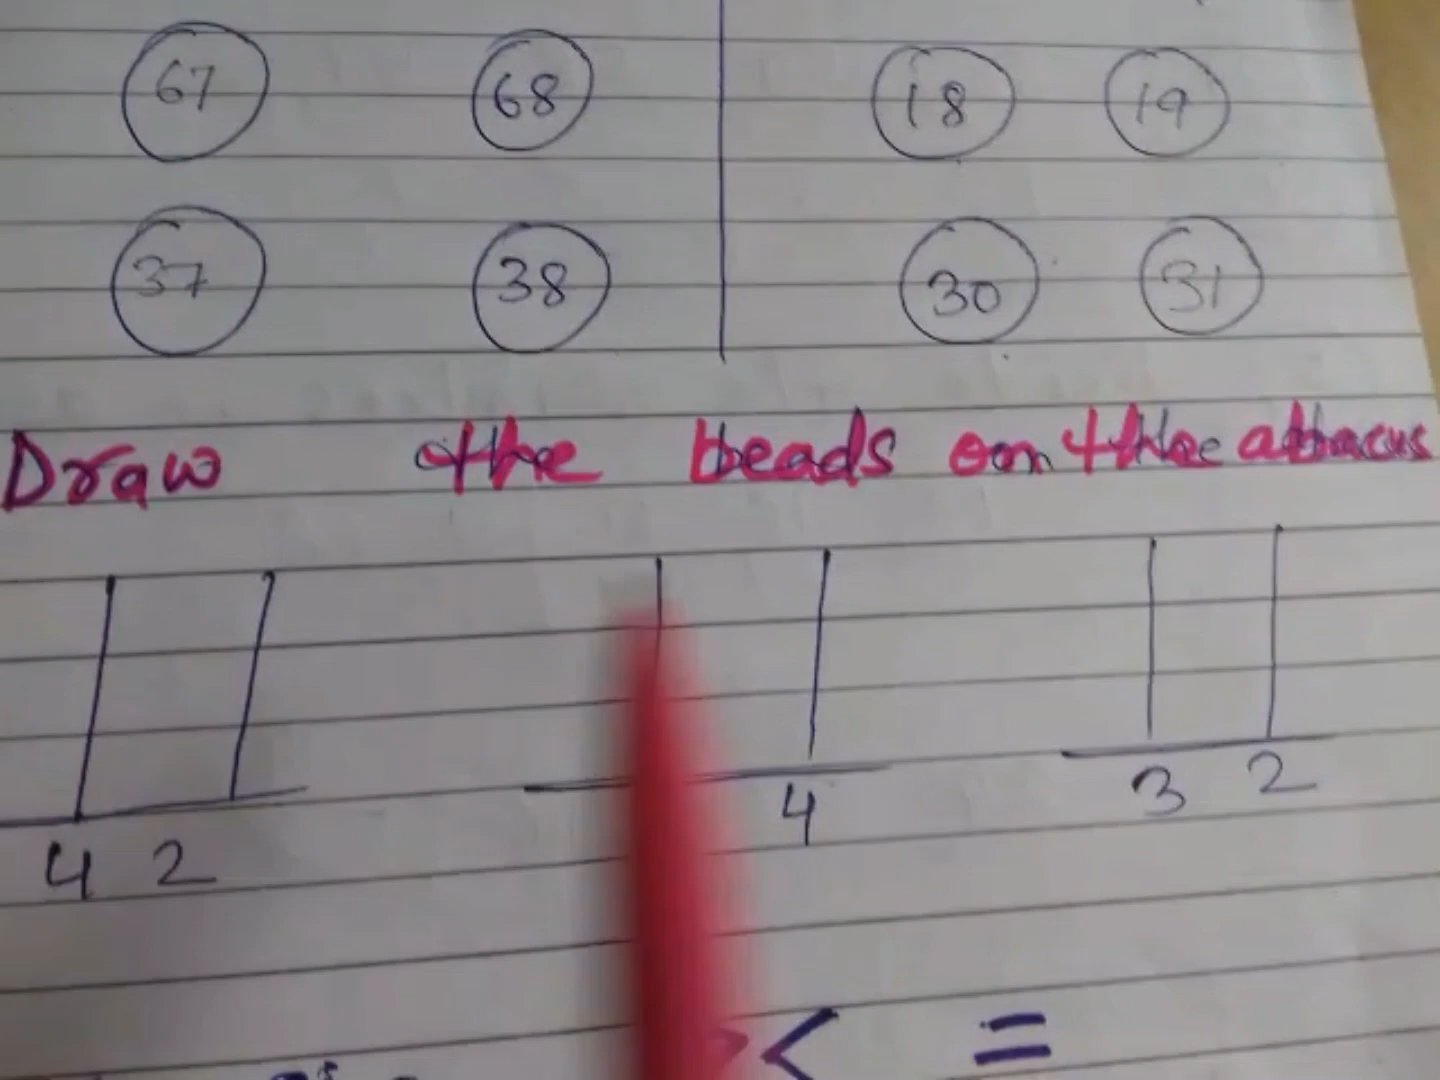 67 68 18 19
37 38 30 31
Draw the beads on the abacus
4 2 4 3 2
< =